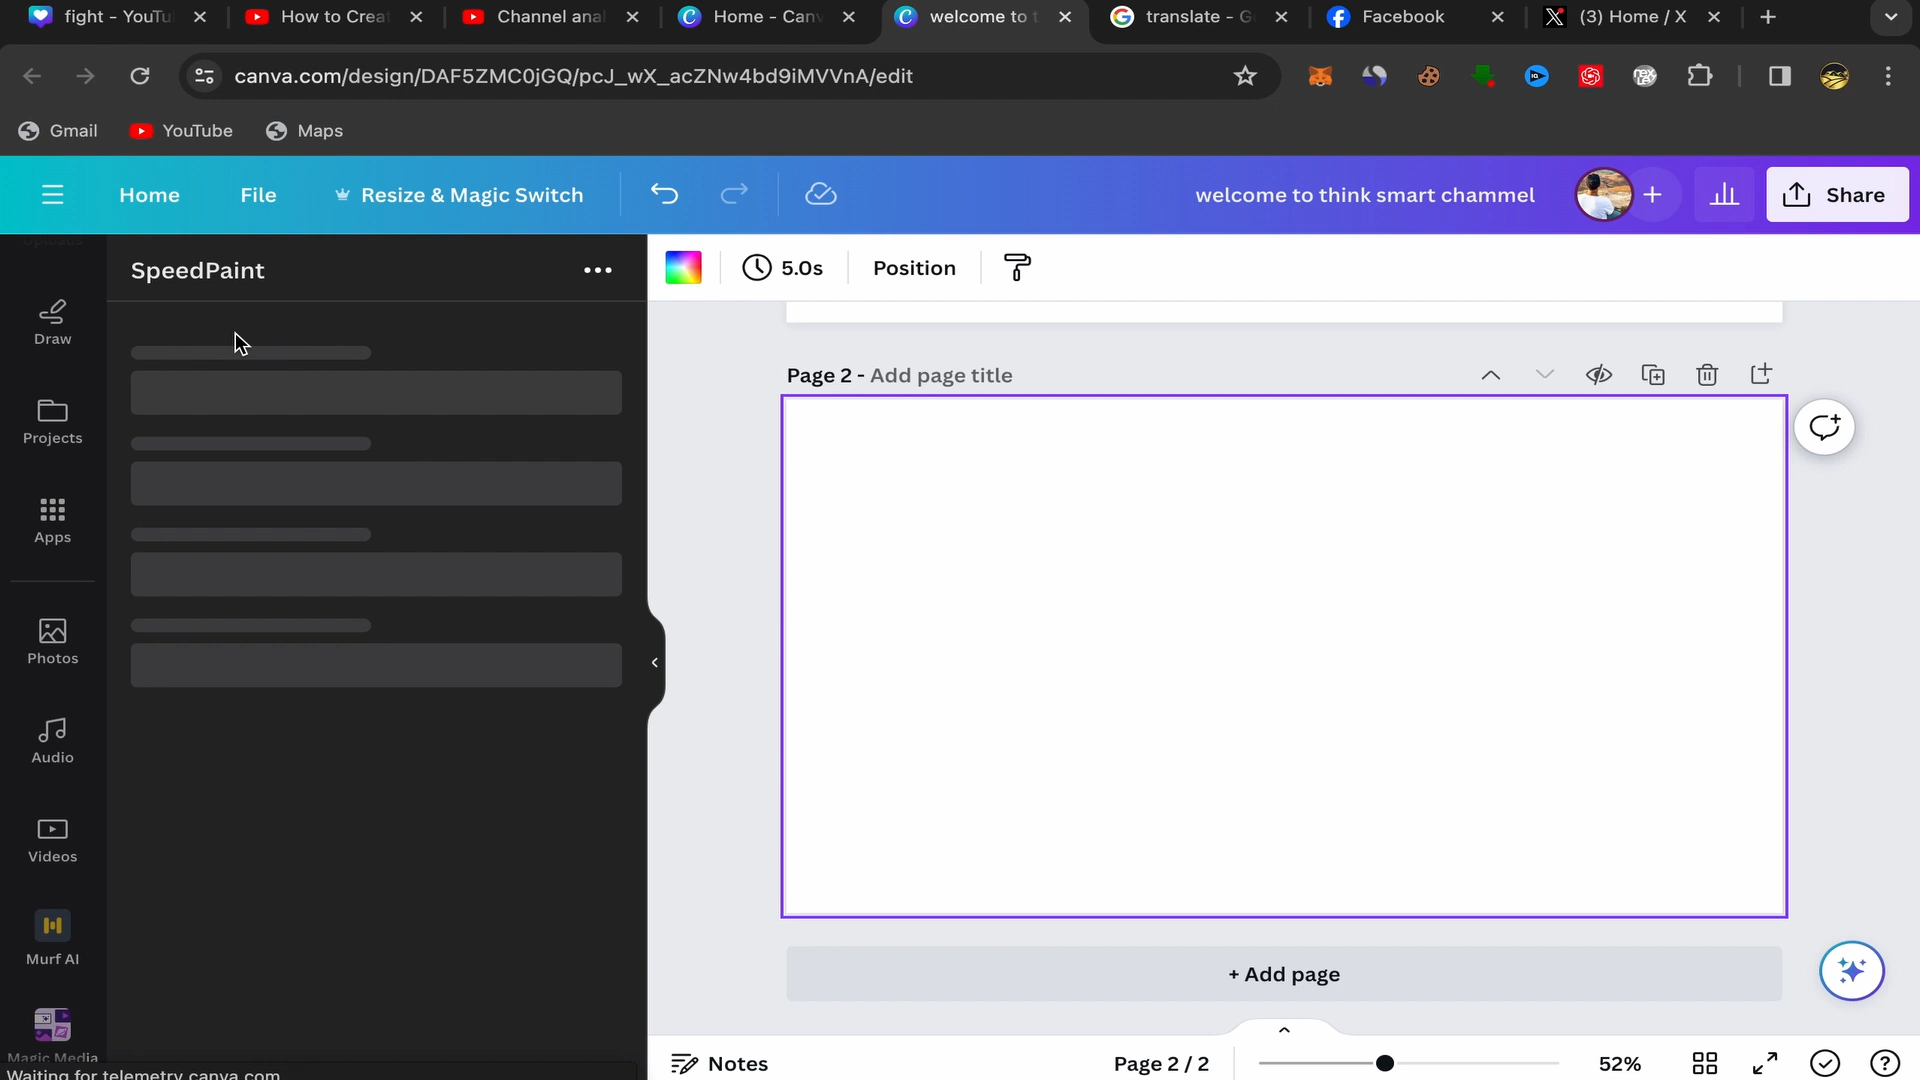 fight - YouTu
How to Crea
Channel anal
Home - Canv
welcome to t
translate - G
Facebook
(3) Home / X
canva.com/design/DAF5ZMC0jGQ/pcJ_wX_acZNw4bd9iMVVnA/edit
Gmail
YouTube
Maps
Home
File
Resize & Magic Switch
welcome to think smart chammel
Share
Uploads
SpeedPaint
5.0s
Position
Draw
Page 2 - Add page title
Projects
Apps
Photos
Audio
Videos
Murf AI
+ Add page
Magic Media
Waiting for telemetry.canva.com
Notes
Page 2 / 2
52%